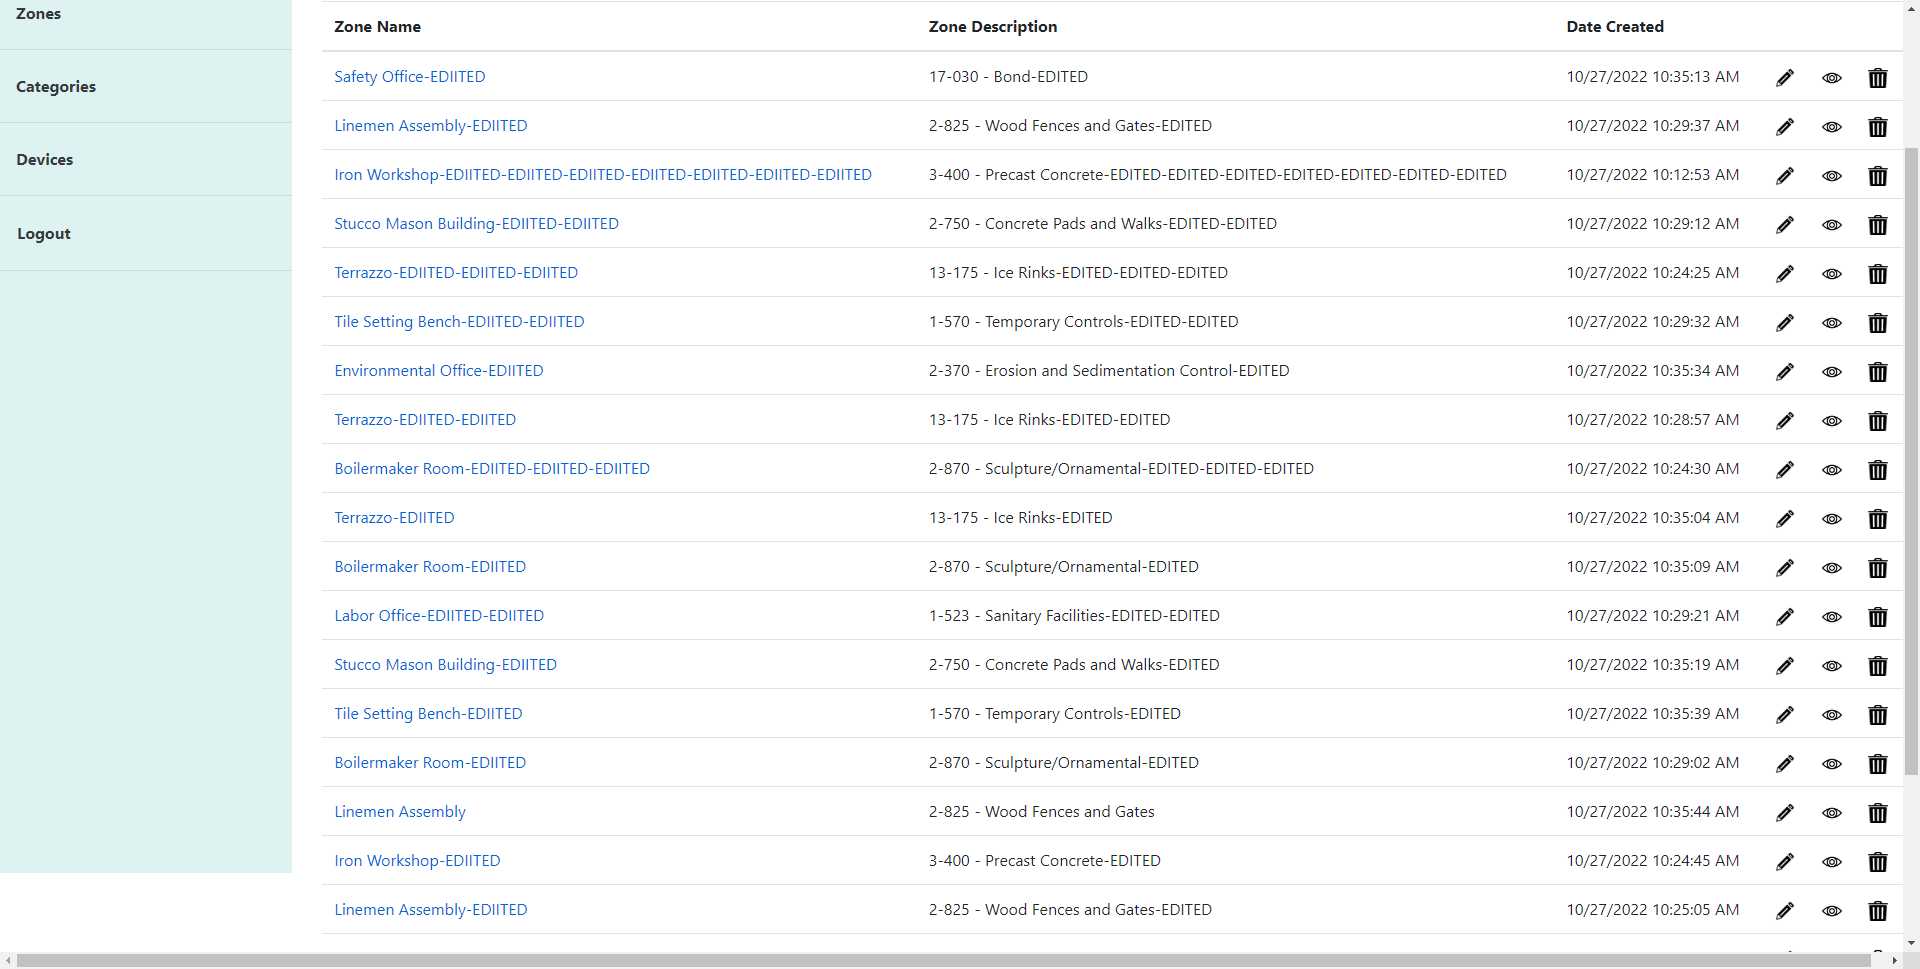 Zones
Categories
Devices
Logout
Zone Name Zone Description Date Created
Safety Office-EDIITED 17-030 - Bond-EDITED 10/27/2022 10:35:13 AM
Linemen Assembly-EDIITED 2-825 - Wood Fences and Gates-EDITED 10/27/2022 10:29:37 AM
Iron Workshop-EDIITED-EDIITED-EDIITED-EDIITED-EDIITED-EDIITED-EDIITED 3-400 - Precast Concrete-EDITED-EDITED-EDITED-EDITED-EDITED-EDITED-EDITED 10/27/2022 10:12:53 AM
Stucco Mason Building-EDIITED-EDIITED 2-750 - Concrete Pads and Walks-EDITED-EDITED 10/27/2022 10:29:12 AM
Terrazzo-EDIITED-EDIITED-EDIITED 13-175 - Ice Rinks-EDITED-EDITED-EDITED 10/27/2022 10:24:25 AM
Tile Setting Bench-EDIITED-EDIITED 1-570 - Temporary Controls-EDITED-EDITED 10/27/2022 10:29:32 AM
Environmental Office-EDIITED 2-370 - Erosion and Sedimentation Control-EDITED 10/27/2022 10:35:34 AM
Terrazzo-EDIITED-EDIITED 13-175 - Ice Rinks-EDITED-EDITED 10/27/2022 10:28:57 AM
Boilermaker Room-EDIITED-EDIITED-EDIITED 2-870 - Sculpture/Ornamental-EDITED-EDITED-EDITED 10/27/2022 10:24:30 AM
Terrazzo-EDIITED 13-175 - Ice Rinks-EDITED 10/27/2022 10:35:04 AM
Boilermaker Room-EDIITED 2-870 - Sculpture/Ornamental-EDITED 10/27/2022 10:35:09 AM
Labor Office-EDIITED-EDIITED 1-523 - Sanitary Facilities-EDITED-EDITED 10/27/2022 10:29:21 AM
Stucco Mason Building-EDIITED 2-750 - Concrete Pads and Walks-EDITED 10/27/2022 10:35:19 AM
Tile Setting Bench-EDIITED 1-570 - Temporary Controls-EDITED 10/27/2022 10:35:39 AM
Boilermaker Room-EDIITED 2-870 - Sculpture/Ornamental-EDITED 10/27/2022 10:29:02 AM
Linemen Assembly 2-825 - Wood Fences and Gates 10/27/2022 10:35:44 AM
Iron Workshop-EDIITED 3-400 - Precast Concrete-EDITED 10/27/2022 10:24:45 AM
Linemen Assembly-EDIITED 2-825 - Wood Fences and Gates-EDITED 10/27/2022 10:25:05 AM